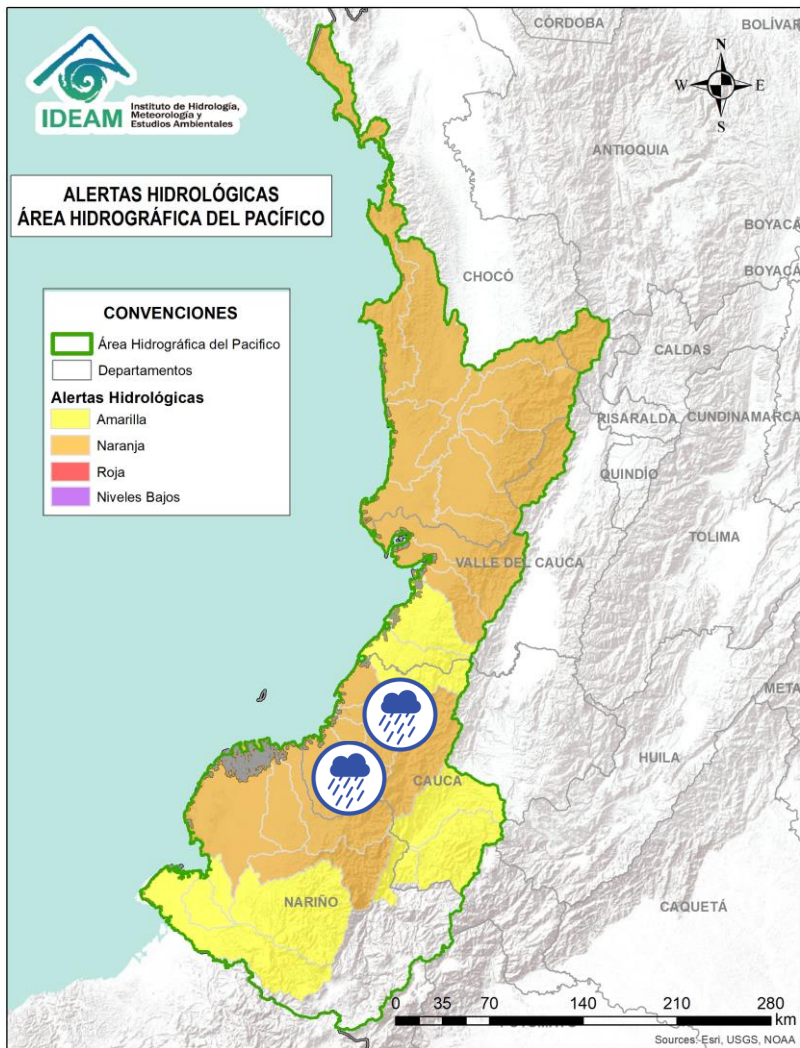 CÓRDOBA
BOLÍVAR
IDEAM
Instituto de Hidrología,
Meteorología y
Estudios Ambientales
N
W
E
S
ANTIOQUIA
ALERTAS HIDROLÓGICAS
ÁREA HIDROGRÁFICA DEL PACÍFICO
BOYACÁ
BOYACÁ
CHOCÓ
CONVENCIONES
Área Hidrográfica del Pacifico
Departamentos
Alertas Hidrológicas
Amarilla
Naranja
Roja
Niveles Bajos
CALDAS
RISARALDA
CUNDINAMARCA
QUINDÍO
TOLIMA
VALLE DEL CAUCA
META
HUILA
CAUCA
NARIÑO
CAQUETÁ
0 35 70 140 210 280
km
Sources: Esri, USGS, NOAA